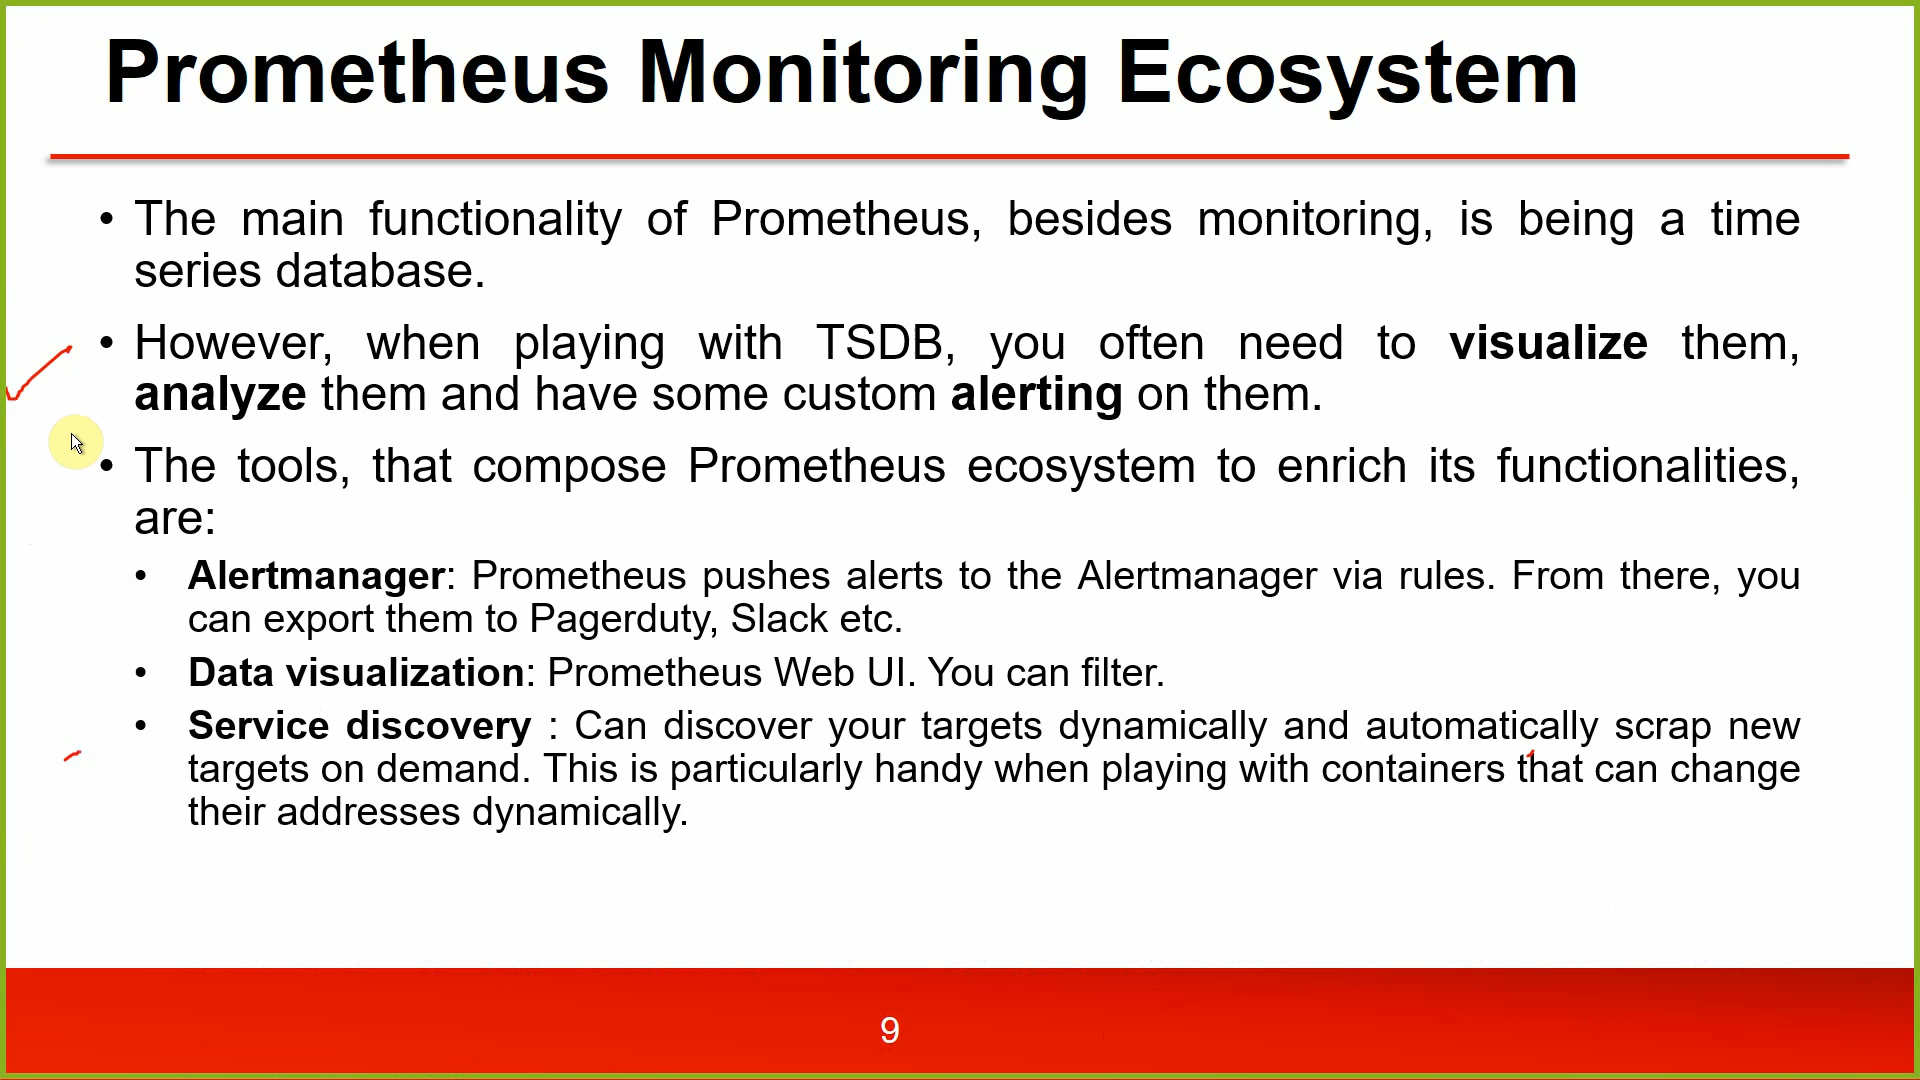 Prometheus Monitoring Ecosystem
• The main functionality of Prometheus, besides monitoring, is being a time
series database.
• However, when playing with TSDB, you often need to visualize them,
analyze them and have some custom alerting on them.
• The tools, that compose Prometheus ecosystem to enrich its functionalities,
are:
• Alertmanager: Prometheus pushes alerts to the Alertmanager via rules. From there, you
can export them to Pagerduty, Slack etc.
• Data visualization: Prometheus Web UI. You can filter.
• Service discovery : Can discover your targets dynamically and automatically scrap new
targets on demand. This is particularly handy when playing with containers that can change
their addresses dynamically.
9